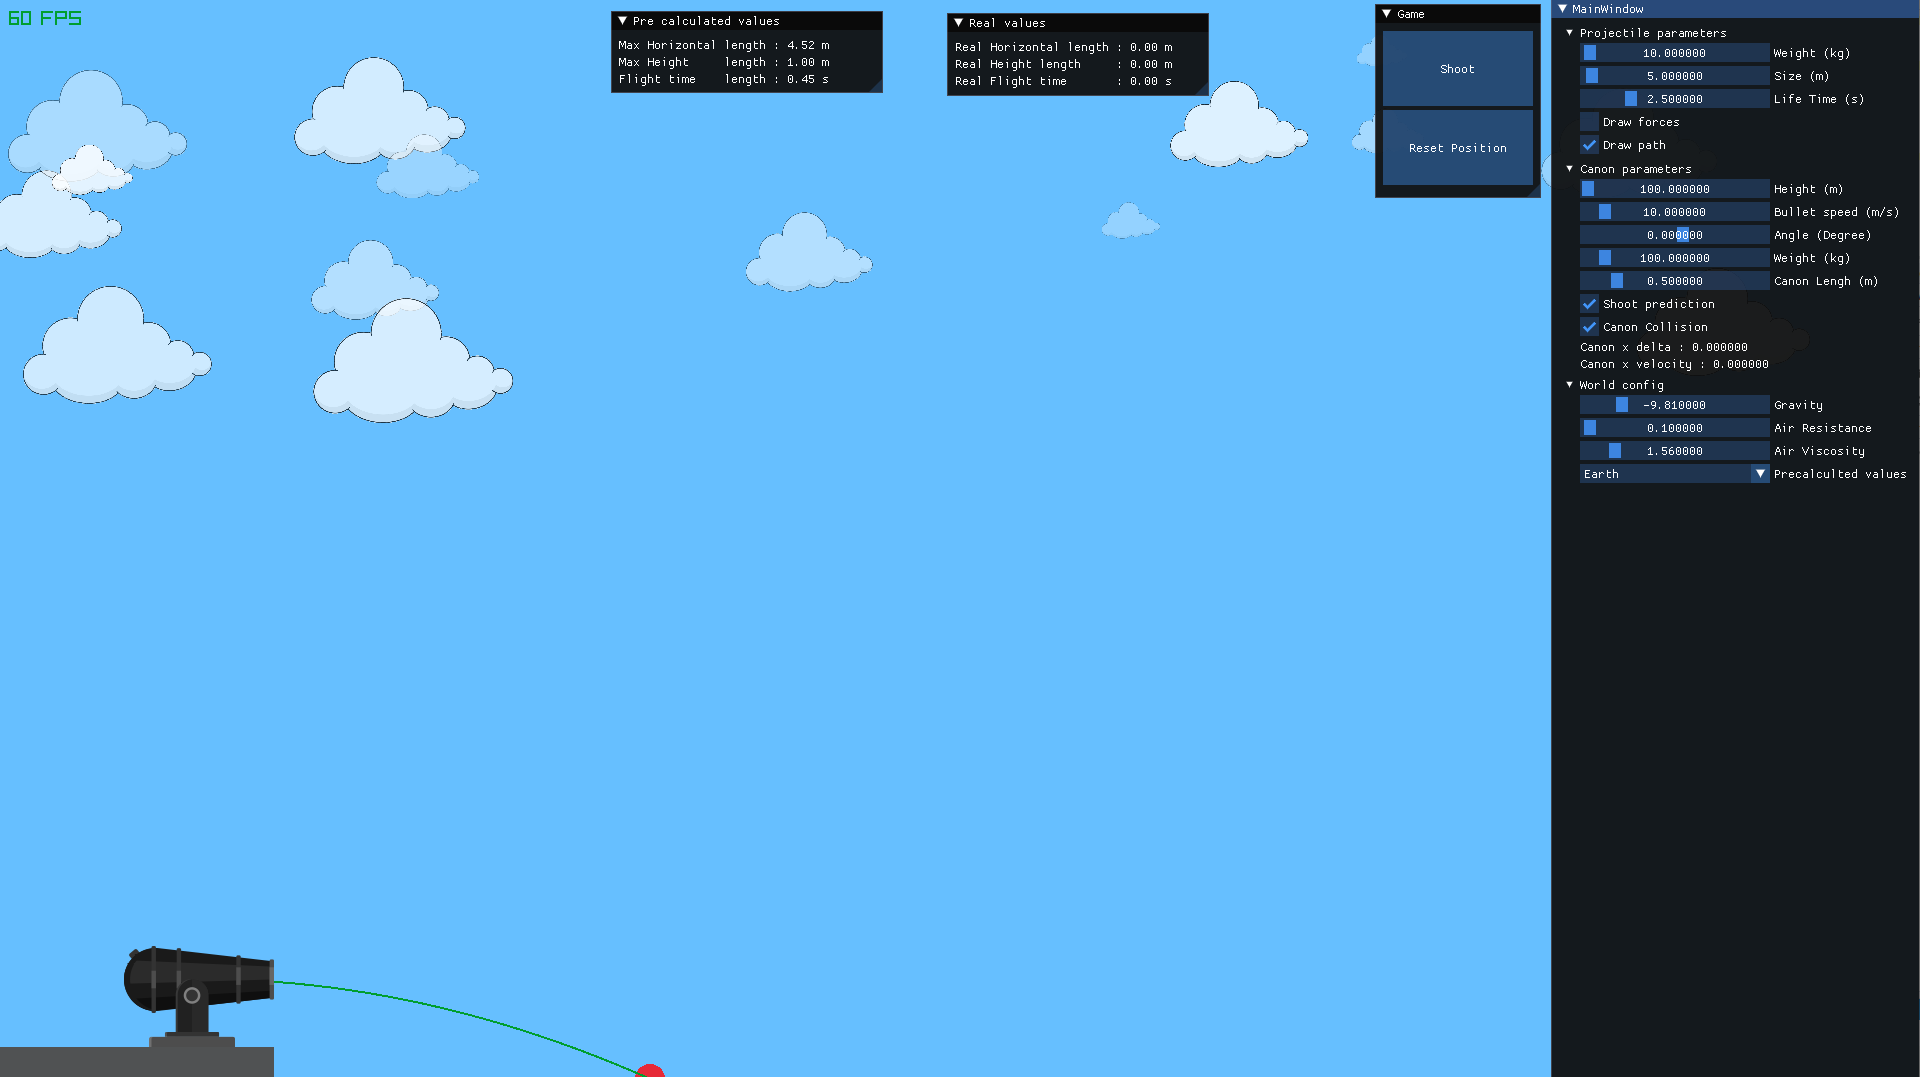 60 FPS
Pre calculated values
Max Horizontal length : 4.52 m
Max Height     length : 1.00 m
Flight time    length : 0.45 s
Real values
Real Horizontal length : 0.00 m
Real Height length     : 0.00 m
Real Flight time       : 0.00 s
Game
Shoot
Reset Position
MainWindow
Projectile parameters
10.000000 Weight (kg)
5.000000 Size (m)
2.500000 Life Time (s)
Draw forces
Draw path
Canon parameters
100.000000 Height (m)
10.000000 Bullet speed (m/s)
0.000000 Angle (Degree)
100.000000 Weight (kg)
0.500000 Canon Lengh (m)
Shoot prediction
Canon Collision
Canon x delta : 0.000000
Canon x velocity : 0.000000
World config
-9.810000 Gravity
0.100000 Air Resistance
1.560000 Air Viscosity
Earth Precalculted values